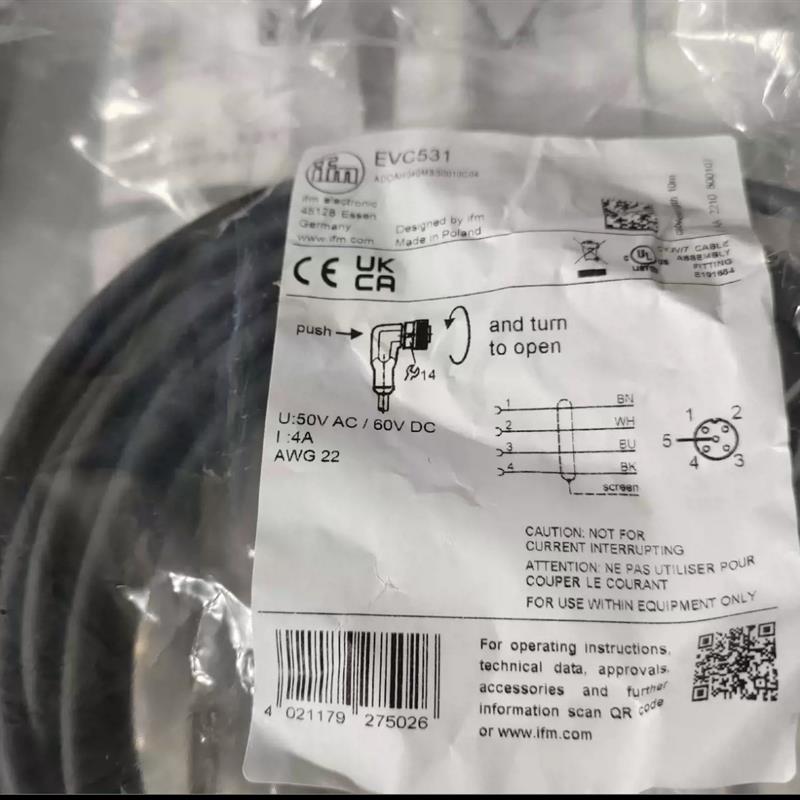 ifm
EVC531
ifm electronic
45128 Essen
Germany
www.ifm.com
Designed by ifm
Made in Poland
CE UK
CA
c UL us
ASSEMBLY
FITTING
push
and turn
to open
14
U:50V AC / 60V DC
I :4A
AWG 22
1 BN
2 WH
3 BU
4 BK
screen
1 2
5
4 3
CAUTION: NOT FOR
CURRENT INTERRUPTING
ATTENTION: NE PAS UTILISER POUR
COUPER LE COURANT
FOR USE WITHIN EQUIPMENT ONLY
4 021179 275026
For operating instructions,
technical data, approvals,
accessories and further
information scan QR code
or www.ifm.com